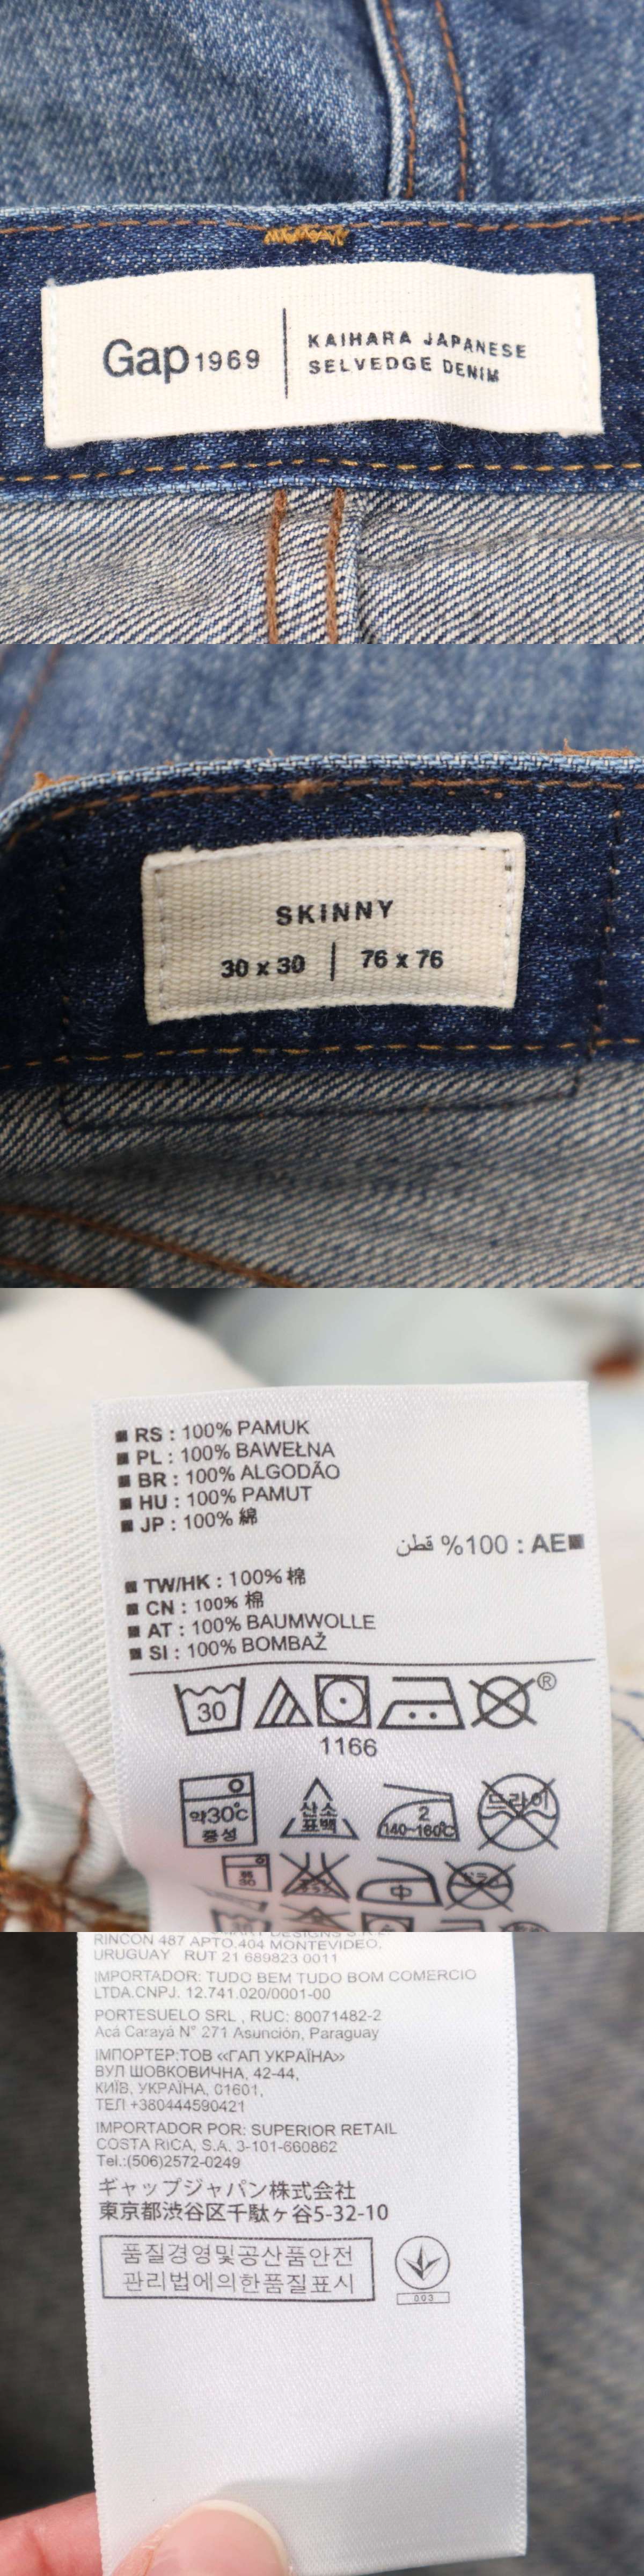 Gap 1969
KAIHARA JAPANESE
SELVEDGE DENIM
SKINNY
30 x 30 | 76 x 76
■ RS : 100% PAMUK
■ PL : 100% BAWEŁNA
■ BR : 100% ALGODÃO
■ HU : 100% PAMUT
■ JP : 100% 綿
■AE : 100% قطن
■ TW/HK : 100% 棉
■ CN : 100% 棉
■ AT : 100% BAUMWOLLE
■ SI : 100% BOMBAŽ
30 ®
1166
약30℃ 중성
산소 표백
2 140~160℃
드라이
中
RINCON 487 APTO.404 MONTEVIDEO,
URUGUAY RUT 21 689823 0011
IMPORTADOR: TUDO BEM TUDO BOM COMERCIO
LTDA.CNPJ. 12.741.020/0001-00
PORTESUELO SRL , RUC: 80071482-2
Acá Carayá N° 271 Asunción, Paraguay
ІМПОРТЕР:ТОВ «ГАП УКРАЇНА»
ВУЛ ШОВКОВИЧНА, 42-44,
КИЇВ, УКРАЇНА, 01601,
ТЕЛ +380444590421
IMPORTADOR POR: SUPERIOR RETAIL
COSTA RICA, S.A. 3-101-660862
Tel.:(506)2572-0249
ギャップジャパン株式会社
東京都渋谷区千駄ヶ谷5-32-10
품질경영및공산품안전
관리법에의한품질표시
003